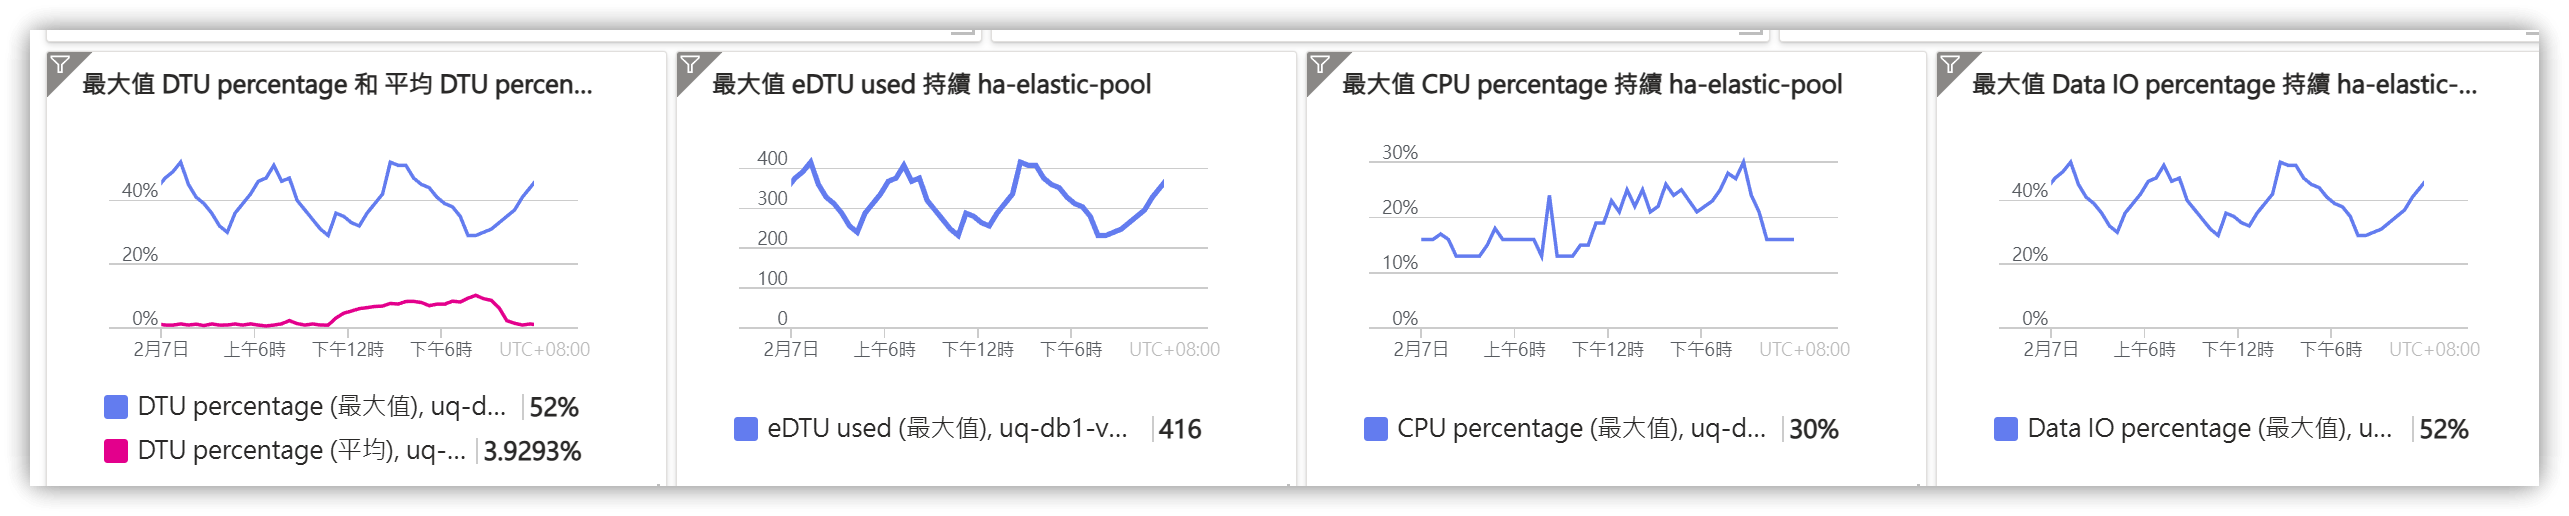 最大值 DTU percentage 和 平均 DTU percen...
40%
20%
0%
2月7日 上午6時 下午12時 下午6時 UTC+08:00
DTU percentage (最大值), uq-d... 52%
DTU percentage (平均), uq-... 3.9293%
最大值 eDTU used 持續 ha-elastic-pool
400
300
200
100
0
2月7日 上午6時 下午12時 下午6時 UTC+08:00
eDTU used (最大值), uq-db1-v... 416
最大值 CPU percentage 持續 ha-elastic-pool
30%
20%
10%
0%
2月7日 上午6時 下午12時 下午6時 UTC+08:00
CPU percentage (最大值), uq-d... 30%
最大值 Data IO percentage 持續 ha-elastic-...
40%
20%
0%
2月7日 上午6時 下午12時 下午6時 UTC+08:00
Data IO percentage (最大值), u... 52%